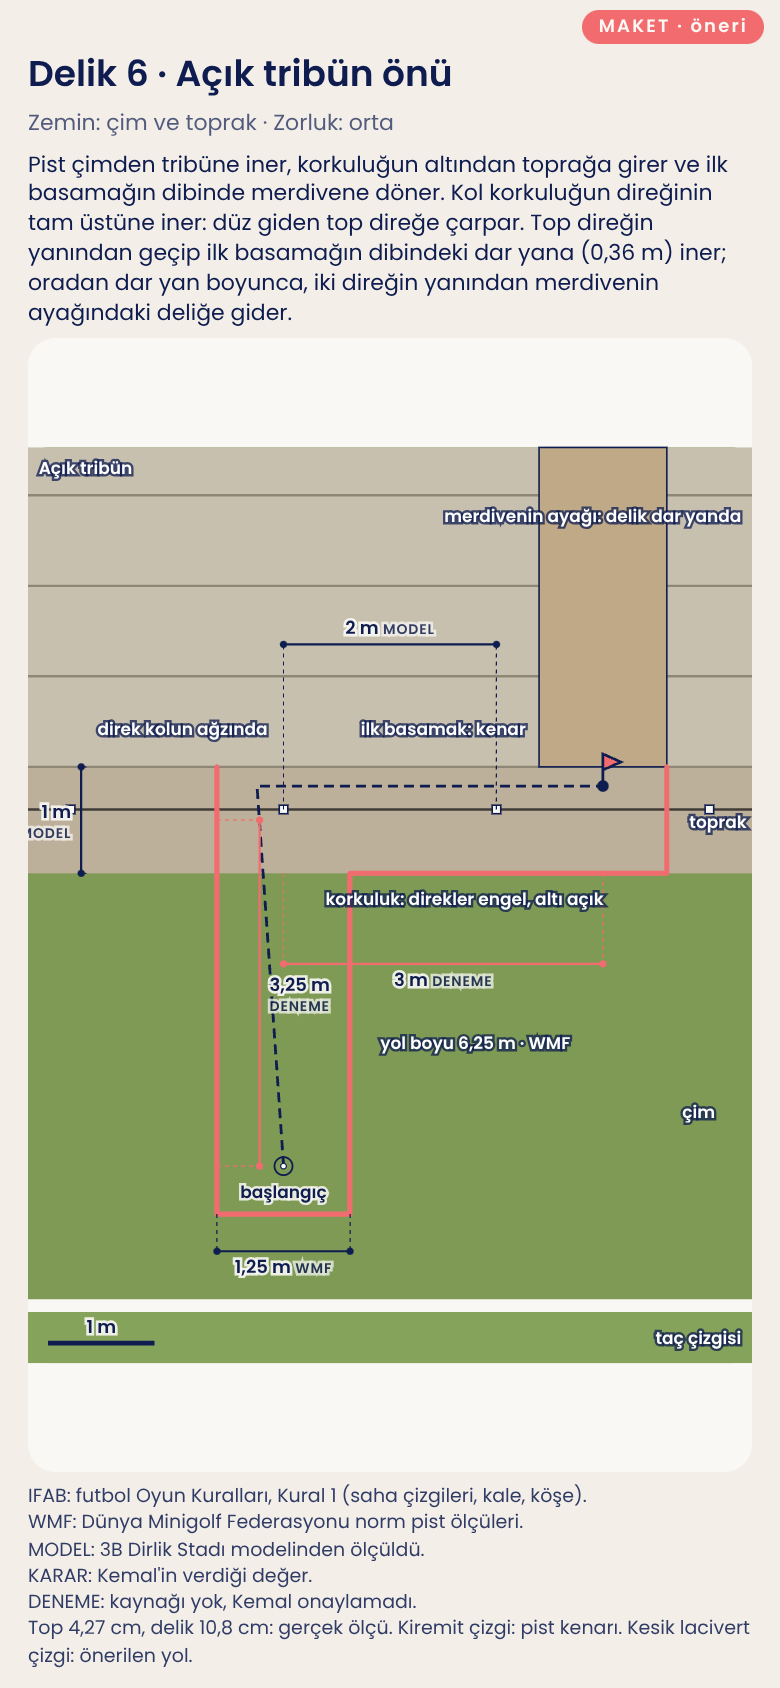 MAKET · öneri
Delik 6 · Açık tribün önü
Zemin: çim ve toprak · Zorluk: orta
Pist çimden tribüne iner, korkuluğun altından toprağa girer ve ilk
basamağın dibinde merdivene döner. Kol korkuluğun direğinin
tam üstüne iner: düz giden top direğe çarpar. Top direğin
yanından geçip ilk basamağın dibindeki dar yana (0,36 m) iner;
oradan dar yan boyunca, iki direğin yanından merdivenin
ayağındaki deliğe gider.
Açık tribün
merdivenin ayağı: delik dar yanda
2 m MODEL
direk kolun ağzında
ilk basamak: kenar
1 m
MODEL
toprak
korkuluk: direkler engel, altı açık
3,25 m
DENEME
3 m DENEME
yol boyu 6,25 m · WMF
çim
başlangıç
1,25 m WMF
1 m
taç çizgisi
IFAB: futbol Oyun Kuralları, Kural 1 (saha çizgileri, kale, köşe).
WMF: Dünya Minigolf Federasyonu norm pist ölçüleri.
MODEL: 3B Dirlik Stadı modelinden ölçüldü.
KARAR: Kemal'in verdiği değer.
DENEME: kaynağı yok, Kemal onaylamadı.
Top 4,27 cm, delik 10,8 cm: gerçek ölçü. Kiremit çizgi: pist kenarı. Kesik lacivert
çizgi: önerilen yol.